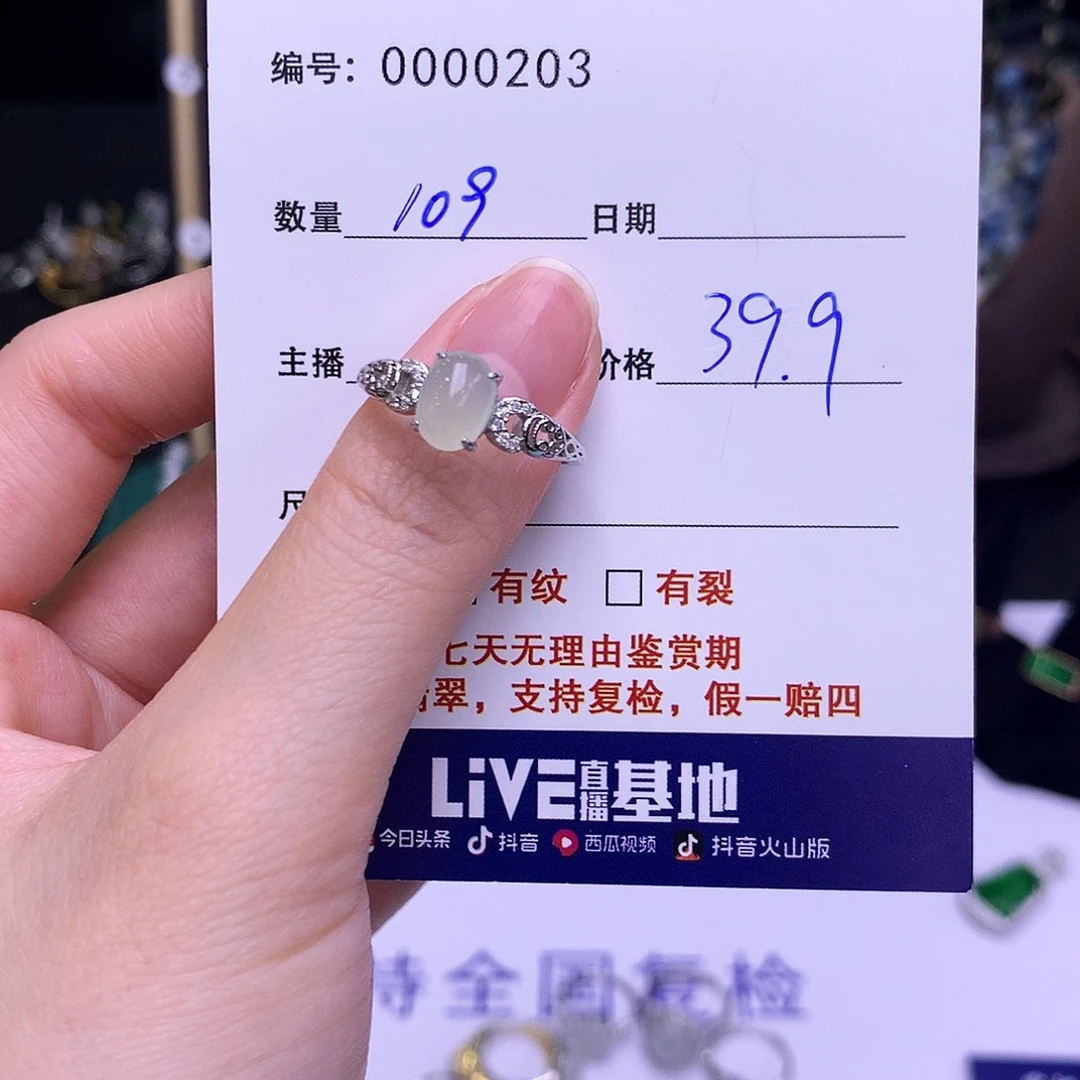 编号：0000203
数量 109 日期
主播 价格 39.9
尺
有纹 □ 有裂
七天无理由鉴赏期
翡翠，支持复检，假一赔四
LiVE直播基地
今日头条 抖音 西瓜视频 抖音火山版
持全国复检